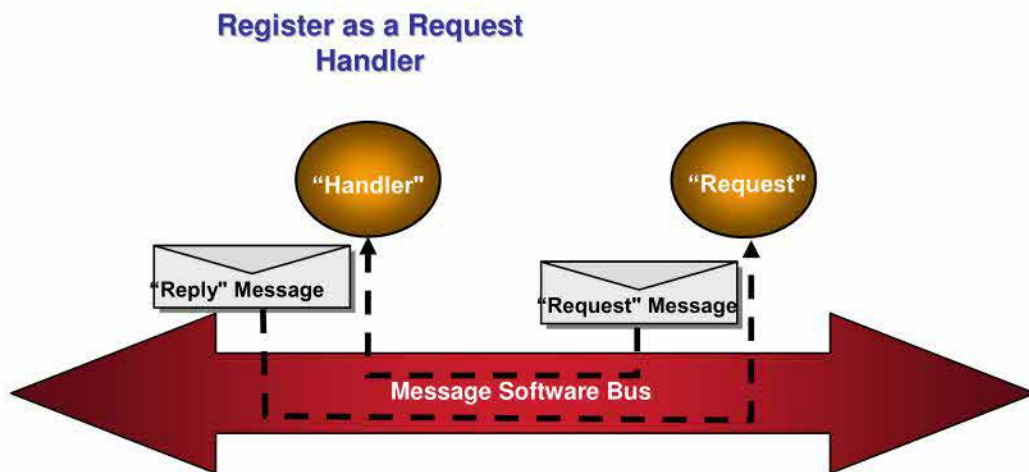 Register as a Request
Handler
“Handler"
“Request"
“Reply" Message
“Request" Message
Message Software Bus